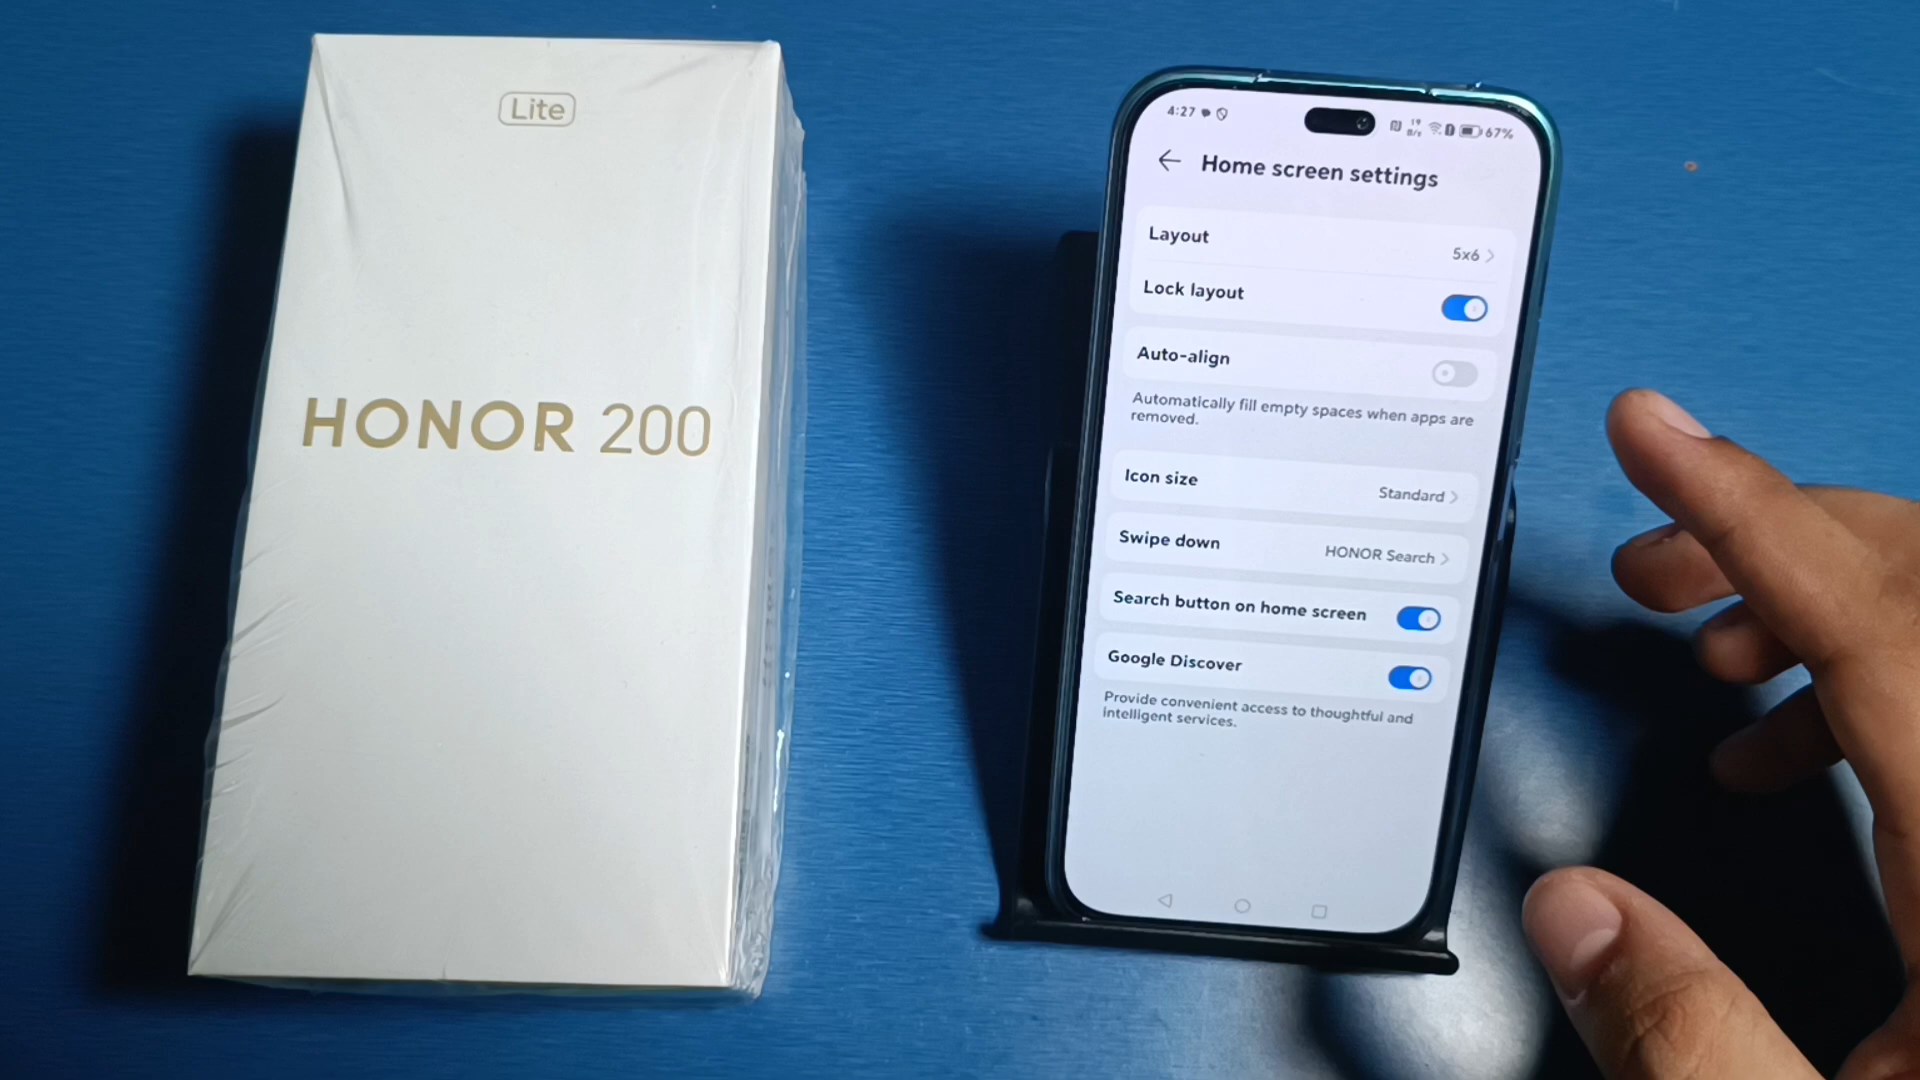 Lite
HONOR 200
4:27
19
B/s
67%
Home screen settings
Layout
5x6
Lock layout
Auto-align
Automatically fill empty spaces when apps are
removed.
Icon size
Standard
Swipe down
HONOR Search
Search button on home screen
Google Discover
Provide convenient access to thoughtful and
intelligent services.